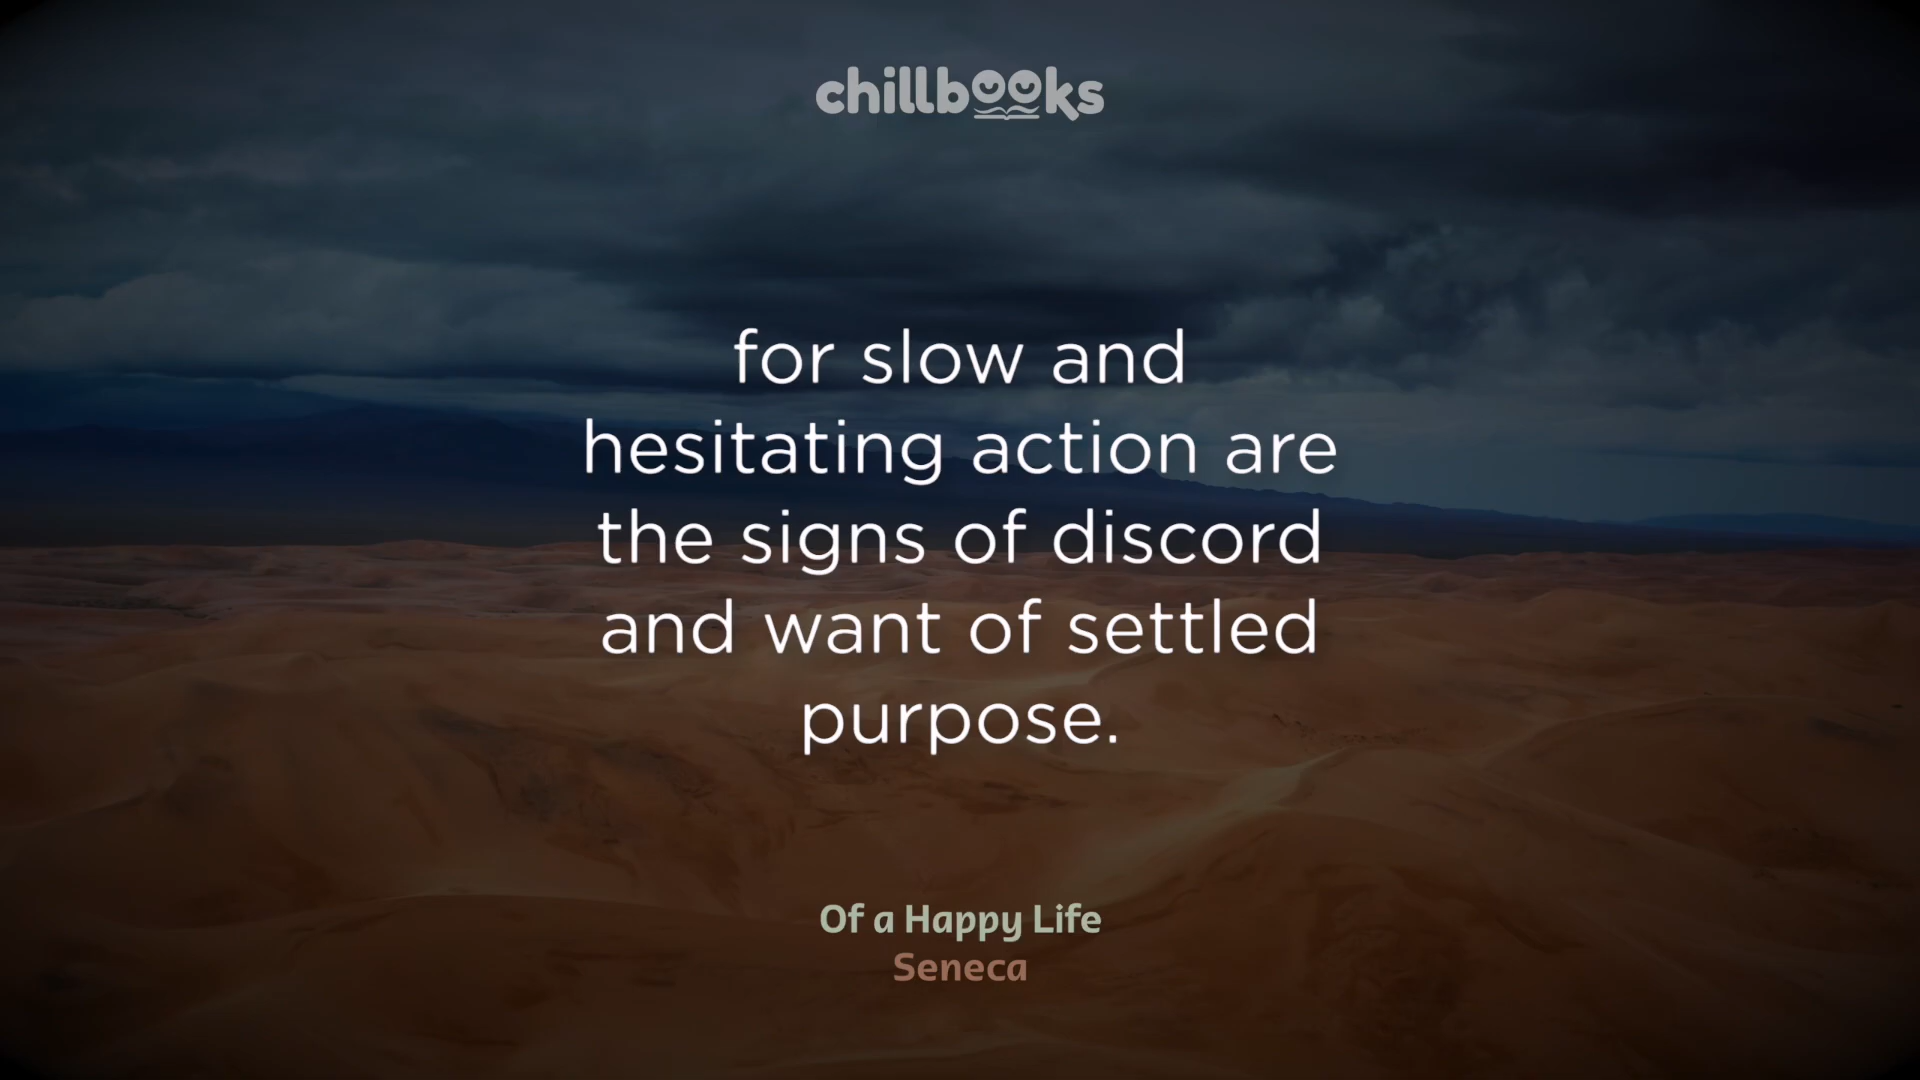 chillbooks
for slow and
hesitating action are
the signs of discord
and want of settled
purpose.
Of a Happy Life
Seneca